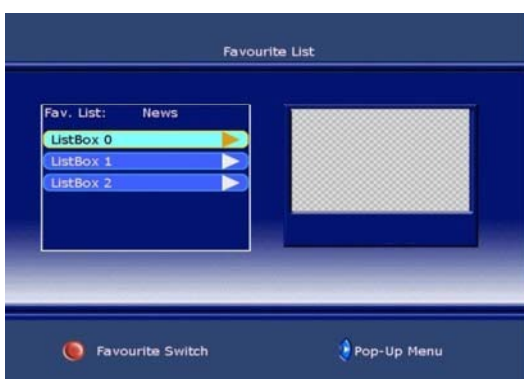 Favourite List
Fav. List: News
ListBox 0
ListBox 1
ListBox 2
Favourite Switch
Pop-Up Menu